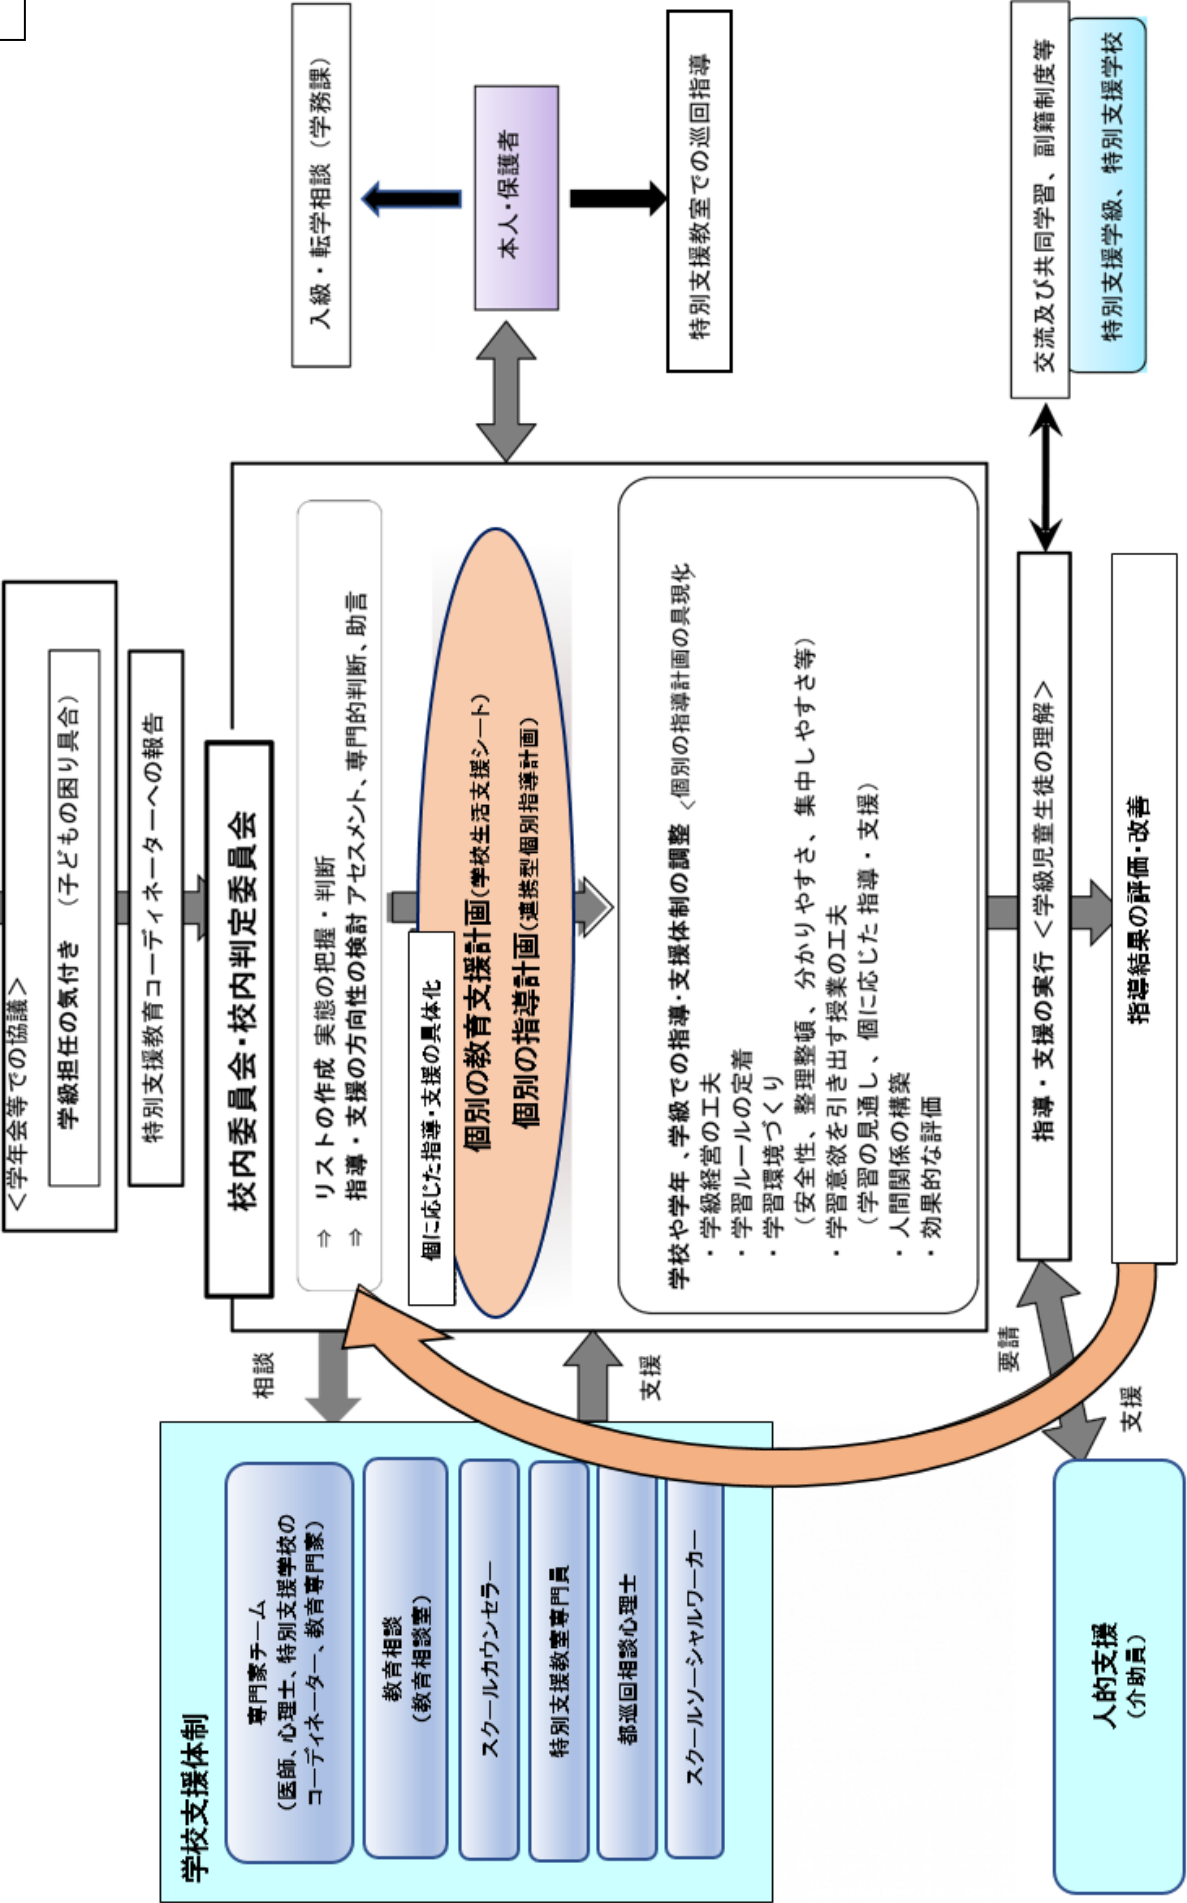 <学年会等での協議>
学級担任の気付き （子どもの困り具合）
特別支援教育コーディネーターへの報告
校内委員会・校内判定委員会
⇒ リストの作成 実態の把握・判断
⇒ 指導・支援の方向性の検討 アセスメント、専門的判断、助言
個に応じた指導・支援の具体化
個別の教育支援計画(学校生活支援シート)
個別の指導計画(連携型個別指導計画)
学校や学年、学級での指導・支援体制の調整 <個別の指導計画の具現化
・学級経営の工夫
・学習ルールの定着
・学習環境づくり
（安全性、整理整頓、分かりやすさ、集中しやすさ等）
・学習意欲を引き出す授業の工夫
（学習の見通し、個に応じた指導・支援）
・人間関係の構築
・効果的な評価
指導・支援の実行 <学級児童生徒の理解>
指導結果の評価・改善
学校支援体制
専門家チーム
（医師、心理士、特別支援学校の
コーディネーター、教育専門家）
教育相談
（教育相談室）
スクールカウンセラー
特別支援教室専門員
都巡回相談心理士
スクールソーシャルワーカー
相談
支援
要請
支援
人的支援
（介助員）
入級・転学相談（学務課）
本人・保護者
特別支援教室での巡回指導
交流及び共同学習、副籍制度等
特別支援学級、特別支援学校